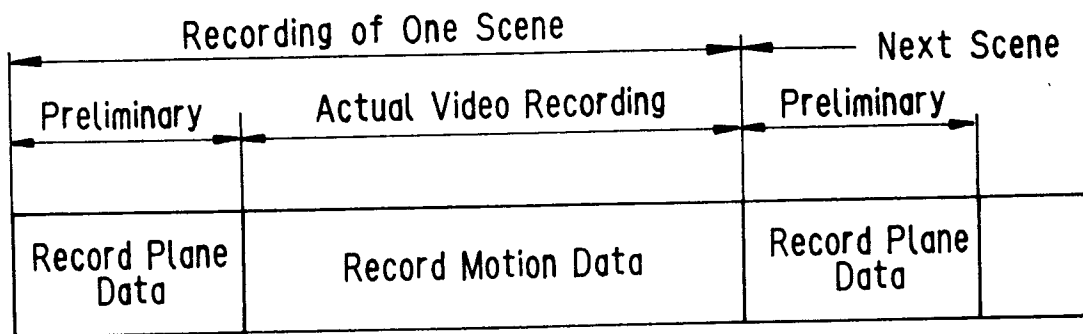 Recording of One Scene
Next Scene
Preliminary
Actual Video Recording
Preliminary
Record Plane
Data
Record Motion Data
Record Plane
Data